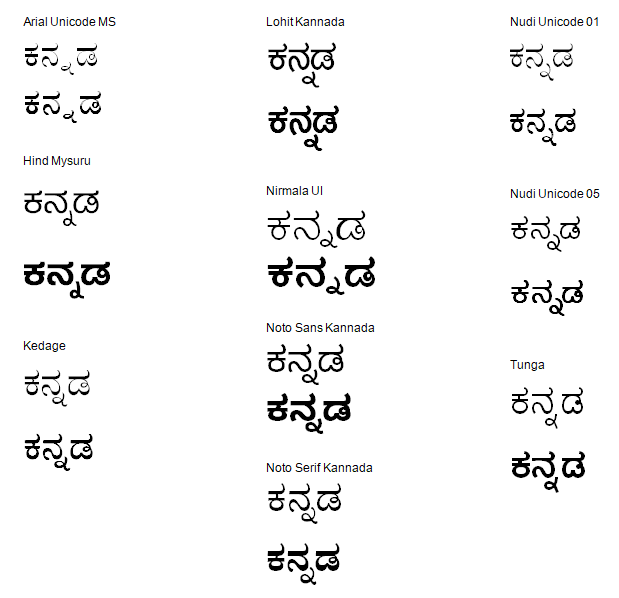 Arial Unicode MS
ಕನ್ನಡ
ಕನ್ನಡ
Hind Mysuru
ಕನ್ನಡ
ಕನ್ನಡ
Kedage
ಕನ್ನಡ
ಕನ್ನಡ
Lohit Kannada
ಕನ್ನಡ
ಕನ್ನಡ
Nirmala UI
ಕನ್ನಡ
ಕನ್ನಡ
Noto Sans Kannada
ಕನ್ನಡ
ಕನ್ನಡ
Noto Serif Kannada
ಕನ್ನಡ
ಕನ್ನಡ
Nudi Unicode 01
ಕನ್ನಡ
ಕನ್ನಡ
Nudi Unicode 05
ಕನ್ನಡ
ಕನ್ನಡ
Tunga
ಕನ್ನಡ
ಕನ್ನಡ